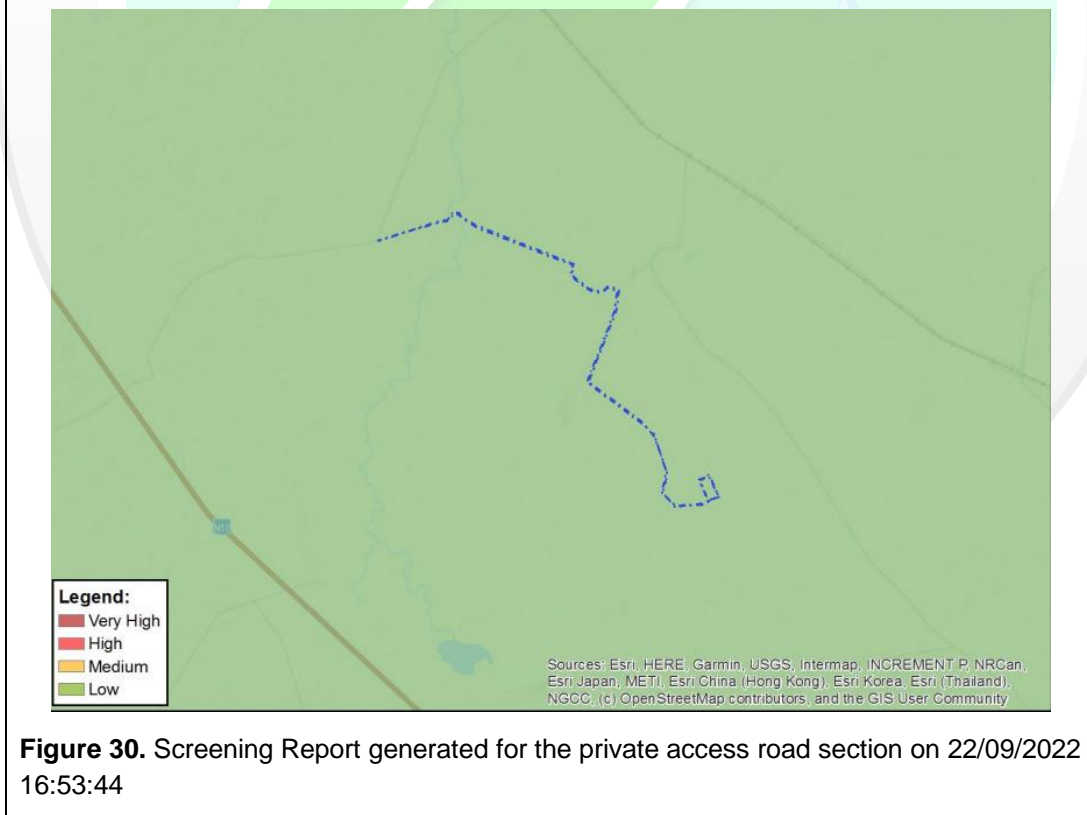 Legend:
Very High
High
Medium
Low
Sources: Esri, HERE, Garmin, USGS, Intermap, INCREMENT P, NRCan,
Esri Japan, METI, Esri China (Hong Kong), Esri Korea, Esri (Thailand),
NGCC, (c) OpenStreetMap contributors, and the GIS User Community
Figure 30. Screening Report generated for the private access road section on 22/09/2022
16:53:44